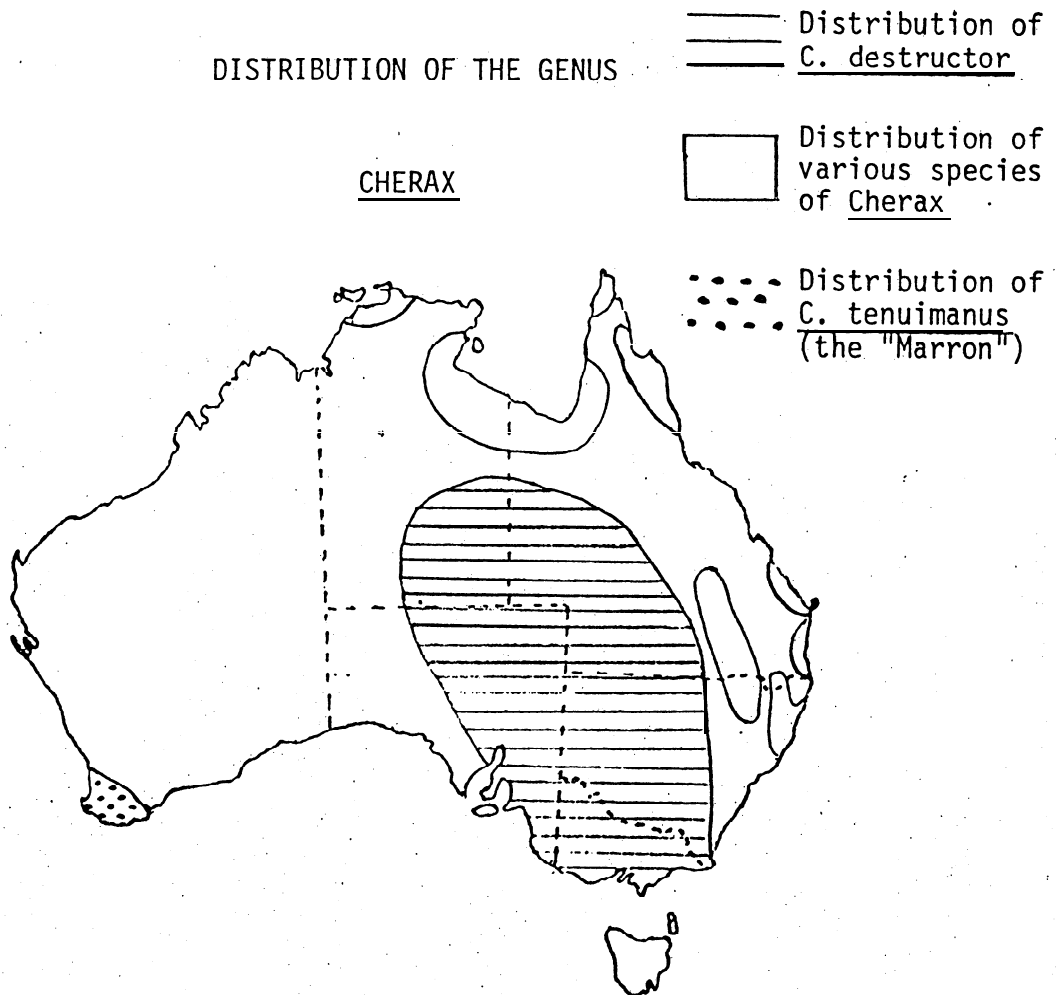 DISTRIBUTION OF THE GENUS
CHERAX
Distribution of
C. destructor
Distribution of
various species
of Cherax
Distribution of
C. tenuimanus
(the "Marron")